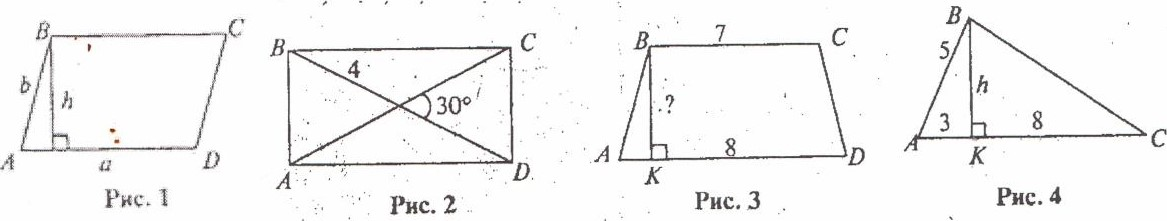 B C
b h
A a D
Рис. 1
B C
4
30°
A D
Рис. 2
B 7 C
?
A K 8 D
Рис. 3
B
5 h
3 8
A K C
Рис. 4